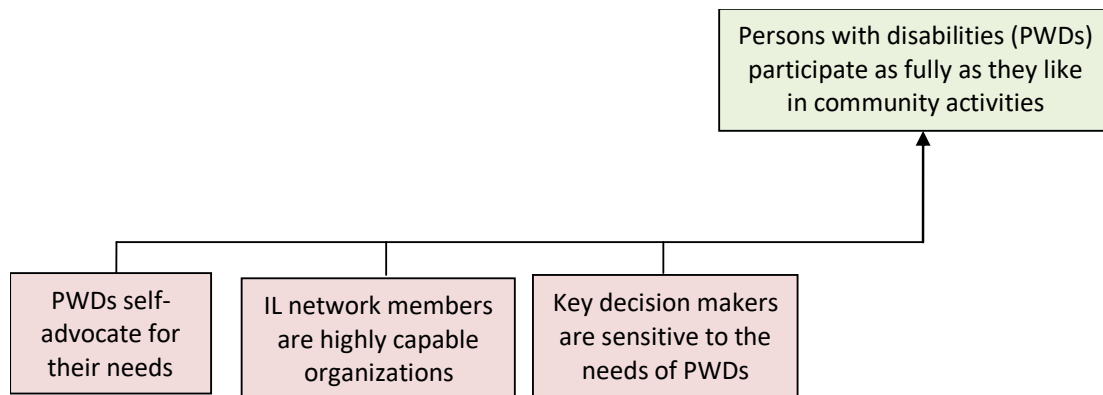 Persons with disabilities (PWDs)
participate as fully as they like
in community activities
PWDs self-
advocate for
their needs
IL network members
are highly capable
organizations
Key decision makers
are sensitive to the
needs of PWDs